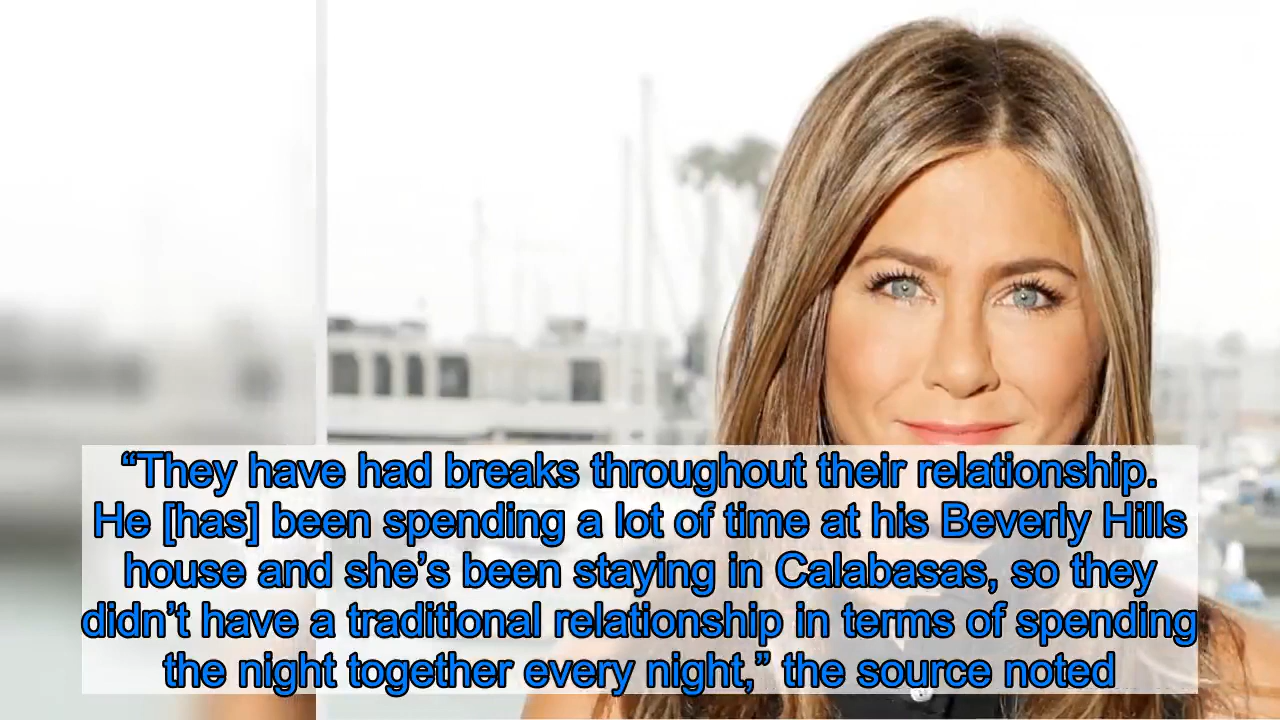 “They have had breaks throughout their relationship.
He [has] been spending a lot of time at his Beverly Hills
house and she’s been staying in Calabasas, so they
didn’t have a traditional relationship in terms of spending
the night together every night,” the source noted